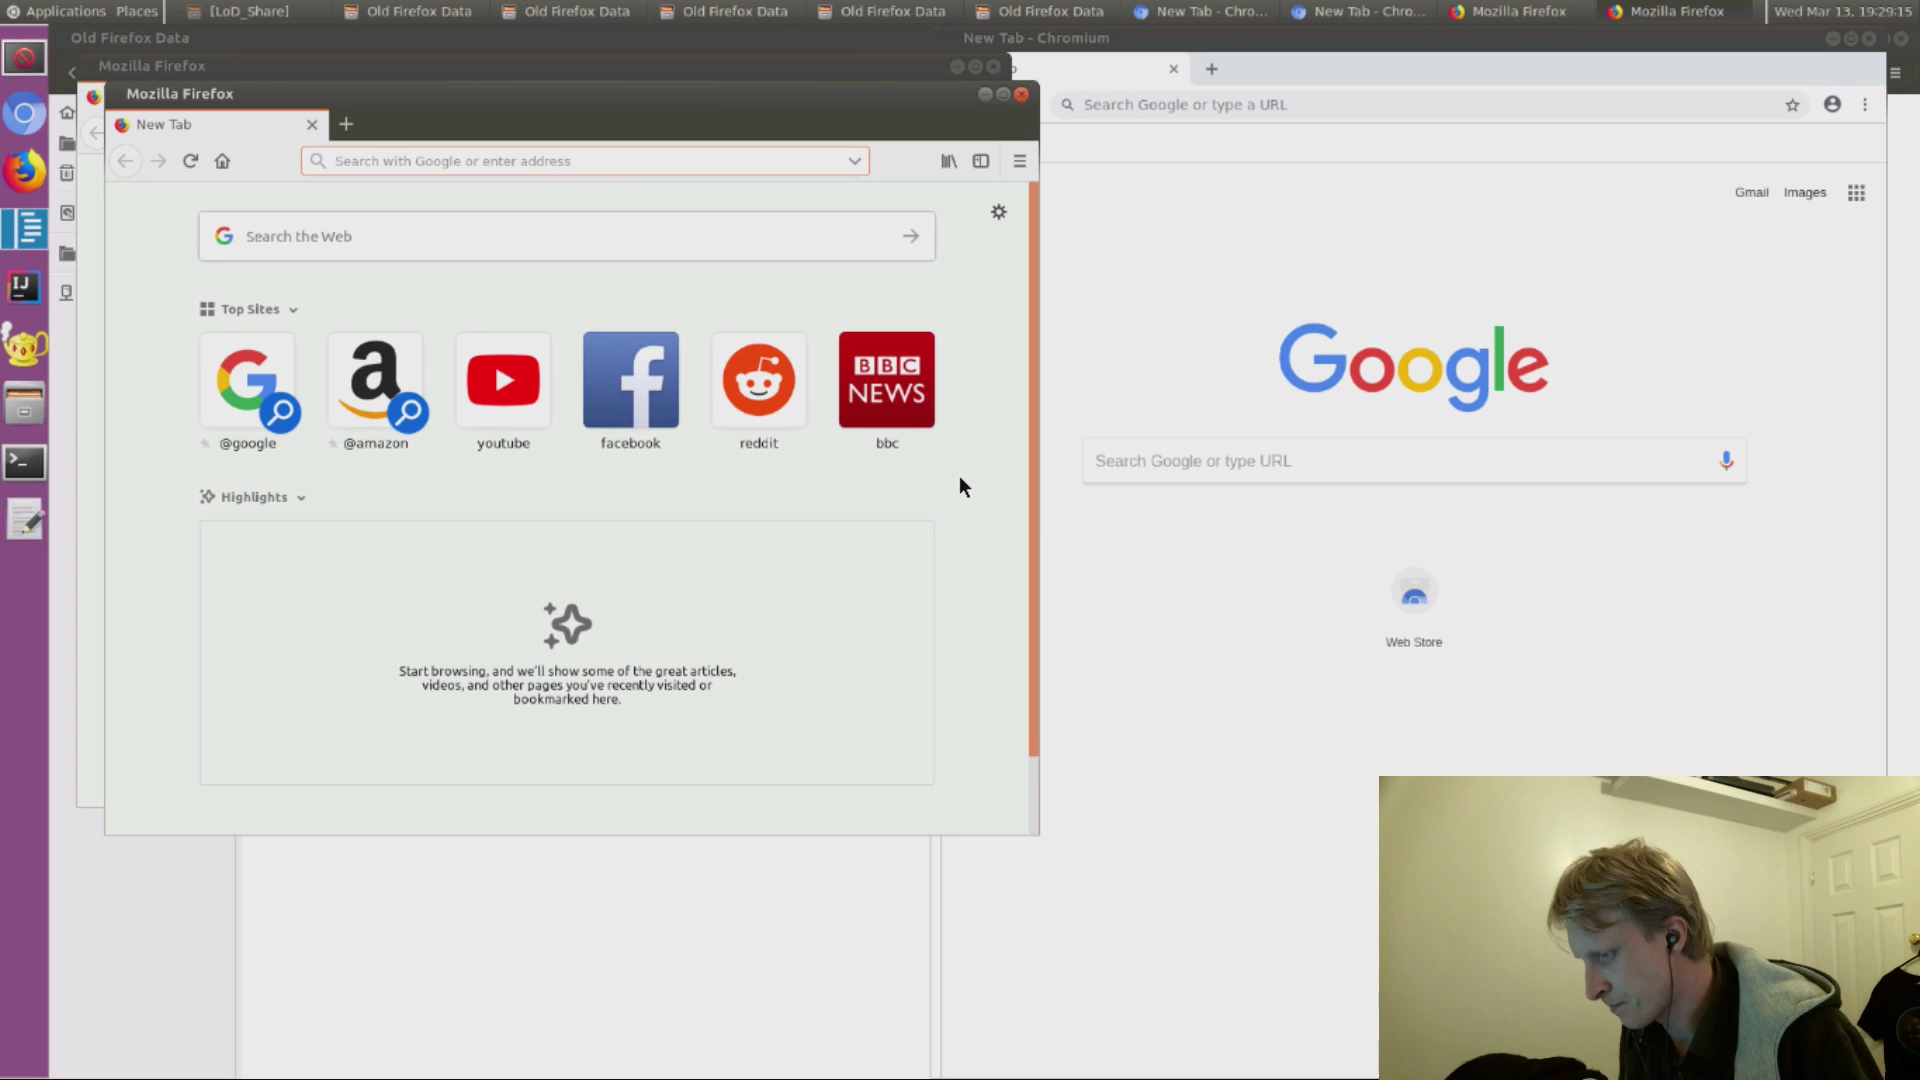 Applications Places [LoD_Share] Old Firefox Data Old Firefox Data Old Firefox Data Old Firefox Data Old Firefox Data New Tab - Chro... New Tab - Chro... Mozilla Firefox Mozilla Firefox Wed Mar 13, 19:29:15
Old Firefox Data
New Tab - Chromium
Mozilla Firefox
Mozilla Firefox
New Tab
Search with Google or enter address
Search the Web
Top Sites
a
f
BBC
NEWS
@google @amazon youtube facebook reddit bbc
Highlights
Start browsing, and we'll show some of the great articles,
videos, and other pages you've recently visited or
bookmarked here.
Search Google or type a URL
Gmail Images
Google
Search Google or type URL
Web Store
IJ
>_